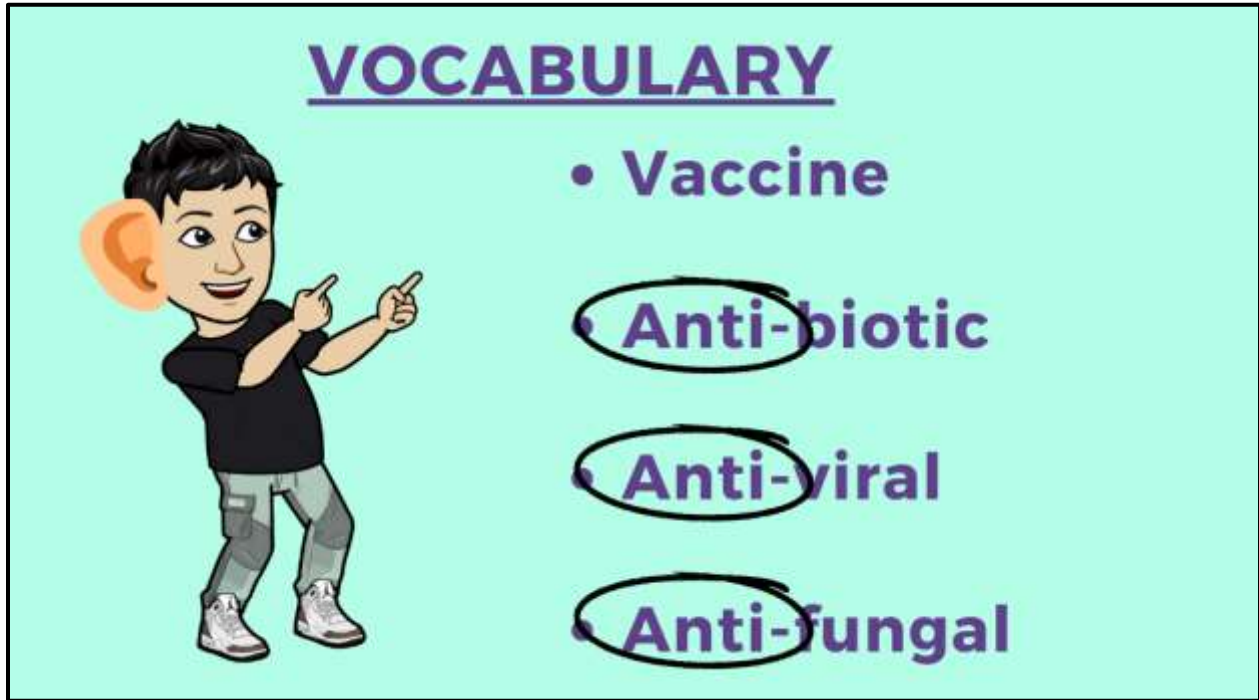 VOCABULARY
• Vaccine
• Anti-biotic
• Anti-viral
• Anti-fungal